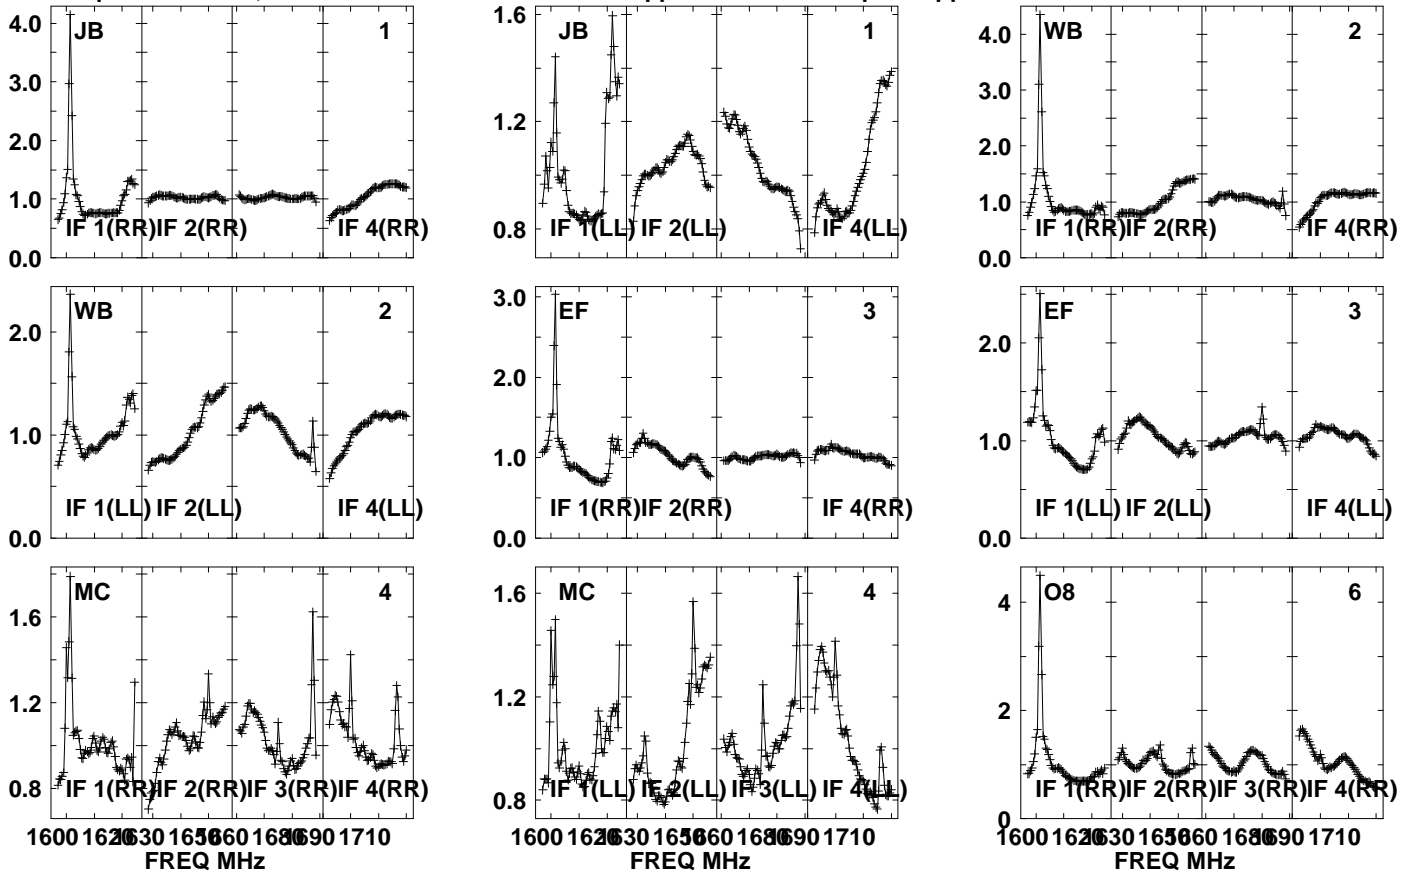 JB 1
4.0
3.0
2.0
1.0
0.0
IF 1(RR) IF 2(RR) IF 4(RR)
JB 1
1.6
1.2
0.8
IF 1(LL) IF 2(LL) IF 4(LL)
WB 2
4.0
3.0
2.0
1.0
0.0
IF 1(RR) IF 2(RR) IF 4(RR)
WB 2
2.0
1.0
0.0
IF 1(LL) IF 2(LL) IF 4(LL)
EF 3
3.0
2.0
1.0
0.0
IF 1(RR) IF 2(RR) IF 4(RR)
EF 3
2.0
1.0
0.0
IF 1(LL) IF 2(LL) IF 4(LL)
MC 4
1.6
1.2
0.8
IF 1(RR) IF 2(RR) IF 3(RR) IF 4(RR)
1600 1620 1630 1650 1660 1680 1690 1710
FREQ MHz
MC 4
1.6
1.2
0.8
IF 1(LL) IF 2(LL) IF 3(LL) IF 4(LL)
1600 1620 1630 1650 1660 1680 1690 1710
FREQ MHz
O8 6
4
2
0
IF 1(RR) IF 2(RR) IF 3(RR) IF 4(RR)
1600 1620 1630 1650 1660 1680 1690 1710
FREQ MHz